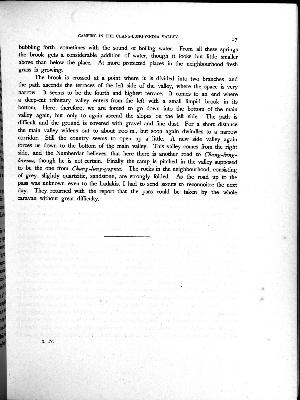 CAMPING IN THE CHANG-LUNG-YOGMA VALLEY.
17
bubbling forth, sometimes with the sound of boiling water. From all these springs
the brook gets a considerable addition of water, though it looks but little smaller
above than below the place. At more protected places in the neighbourhood fresh
grass is growing.
The brook is crossed at a point where it is divided into two branches and
the path ascends the terraces of the left side of the valley, where the space is very
narrow. It seems to be the fourth and highest terrace. It comes to an end where
a deep-cut tributary valley enters from the left with a small limpid brook in its
bottom. Here, therefore, we are forced to go down into the bottom of the main
valley again, but only to again ascend the slopes on the left side. The path is
difficult and the ground is covered with gravel and fine dust. For a short distance
the main valley widens out to about 200 m., but soon again dwindles to a narrow
corridor. Still the country seems to open up a little. A new side valley again
forces us down to the bottom of the main valley. This valley comes from the right
side, and the Numberdar believes that here there is another road to Chang-lung-
barma, though he is not certain. Finally the camp is pitched in the valley supposed
to be the one from Chang-lung-yogma. The rocks in the neighbourhood, consisting
of grey, slightly quartzitic, sandstone, are strongly folded. As the road up to the
pass was unknown even to the Ladakis, I had to send scouts to reconnoitre the next
day. They returned with the report that the pass could be taken by the whole
caravan without great difficulty.
IV.